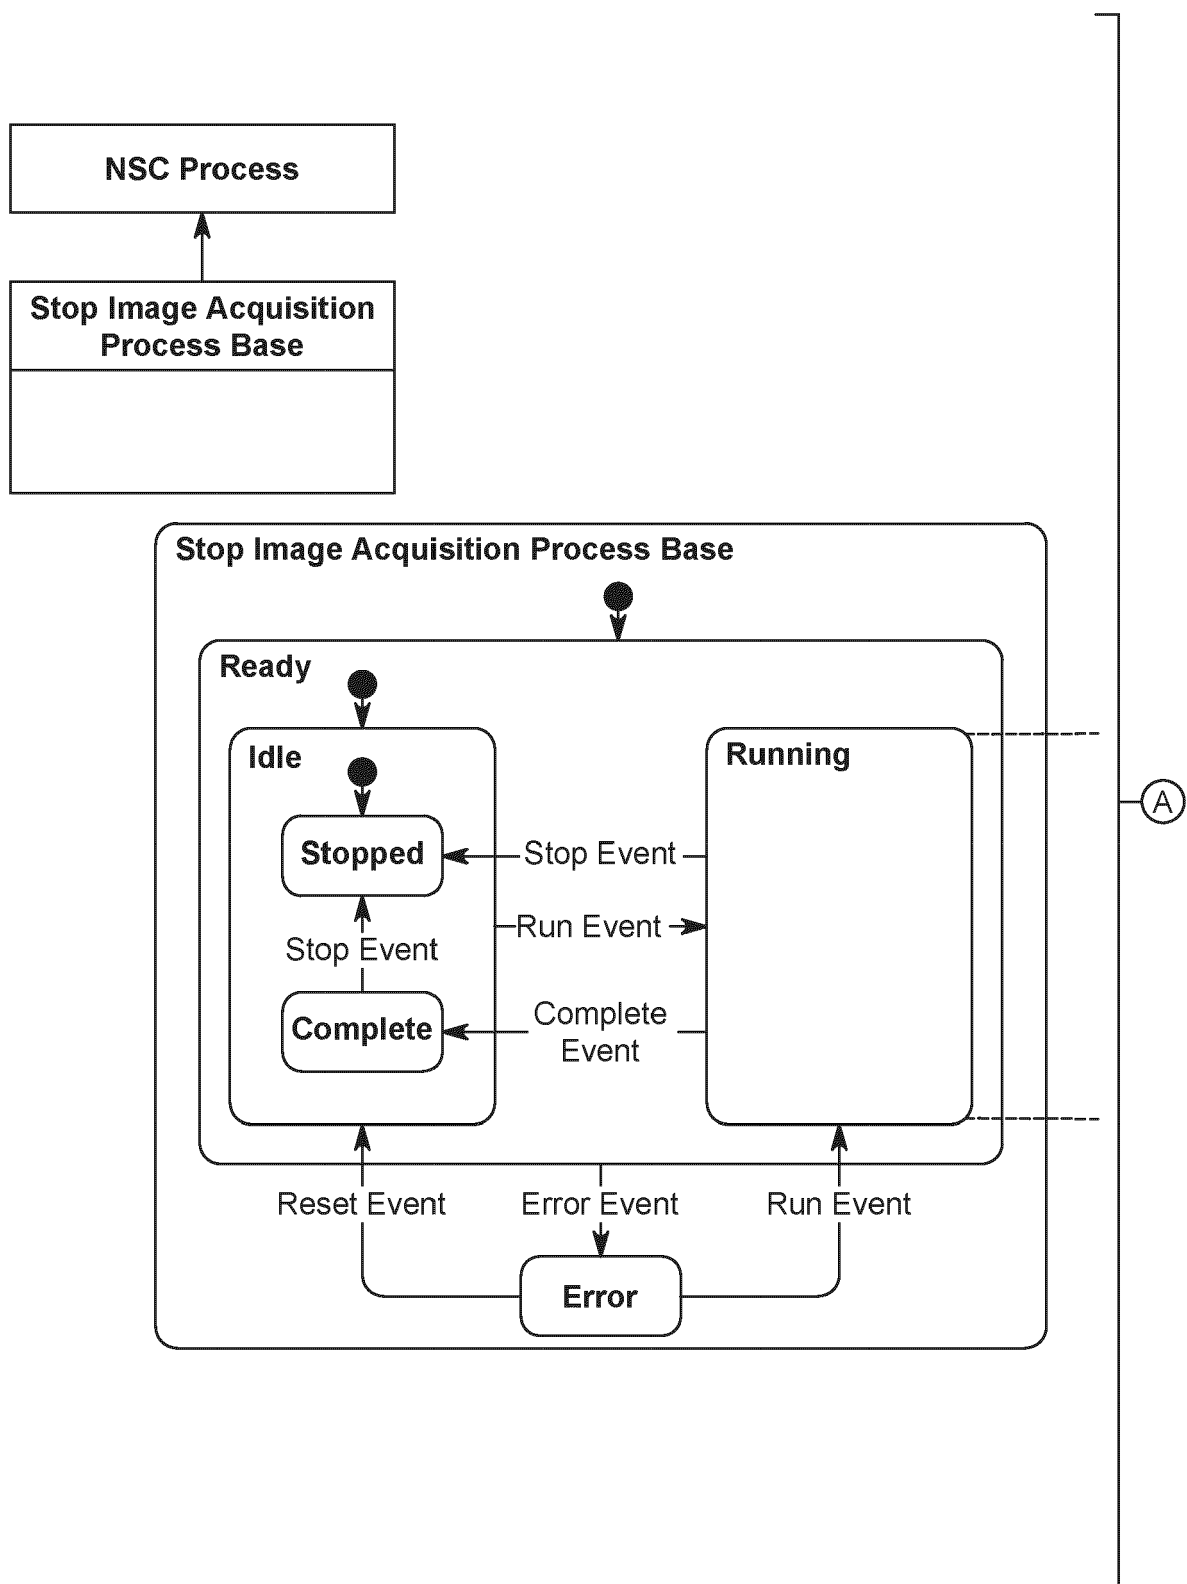 NSC Process
Stop Image Acquisition
Process Base
Stop Image Acquisition Process Base
Ready
Idle
Running
A
Stopped
Stop Event
Run Event
Stop Event
Complete
Complete
Event
Reset Event
Error Event
Run Event
Error